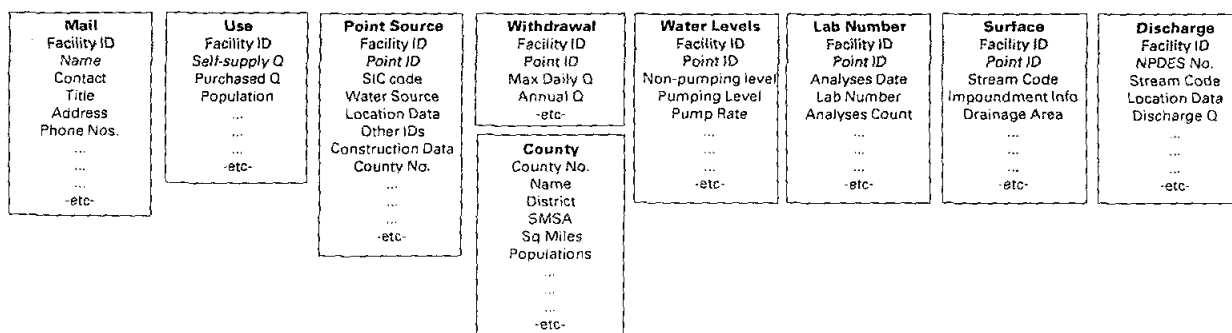 Mail
Facility ID
Name
Contact
Title
Address
Phone Nos.
...
...
...
-etc-
Use
Facility ID
Self-supply Q
Purchased Q
Population
...
...
...
-etc-
Point Source
Facility ID
Point ID
SIC code
Water Source
Location Data
Other IDs
Construction Data
County No.
...
...
...
-etc-
Withdrawal
Facility ID
Point ID
Max Daily Q
Annual Q
-etc-
County
County No.
Name
District
SMSA
Sq Miles
Populations
...
...
...
-etc-
Water Levels
Facility ID
Point ID
Non-pumping level
Pumping Level
Pump Rate
...
...
...
-etc-
Lab Number
Facility ID
Point ID
Analyses Date
Lab Number
Analyses Count
...
...
...
-etc-
Surface
Facility ID
Point ID
Stream Code
Impoundment Info
Drainage Area
...
...
...
-etc-
Discharge
Facility ID
NPDES No.
Stream Code
Location Data
Discharge Q
...
...
...
-etc-